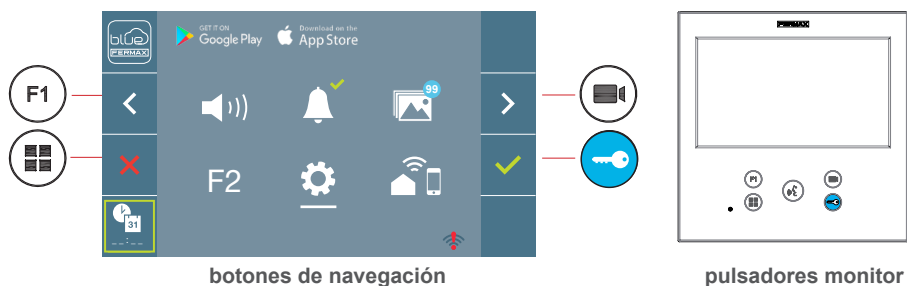 blUe
FERMAX
GET IT ON
Google Play
Download on the
App Store
F1
99
F2
31
--:--
botones de navegación
FERMAX
F1
pulsadores monitor